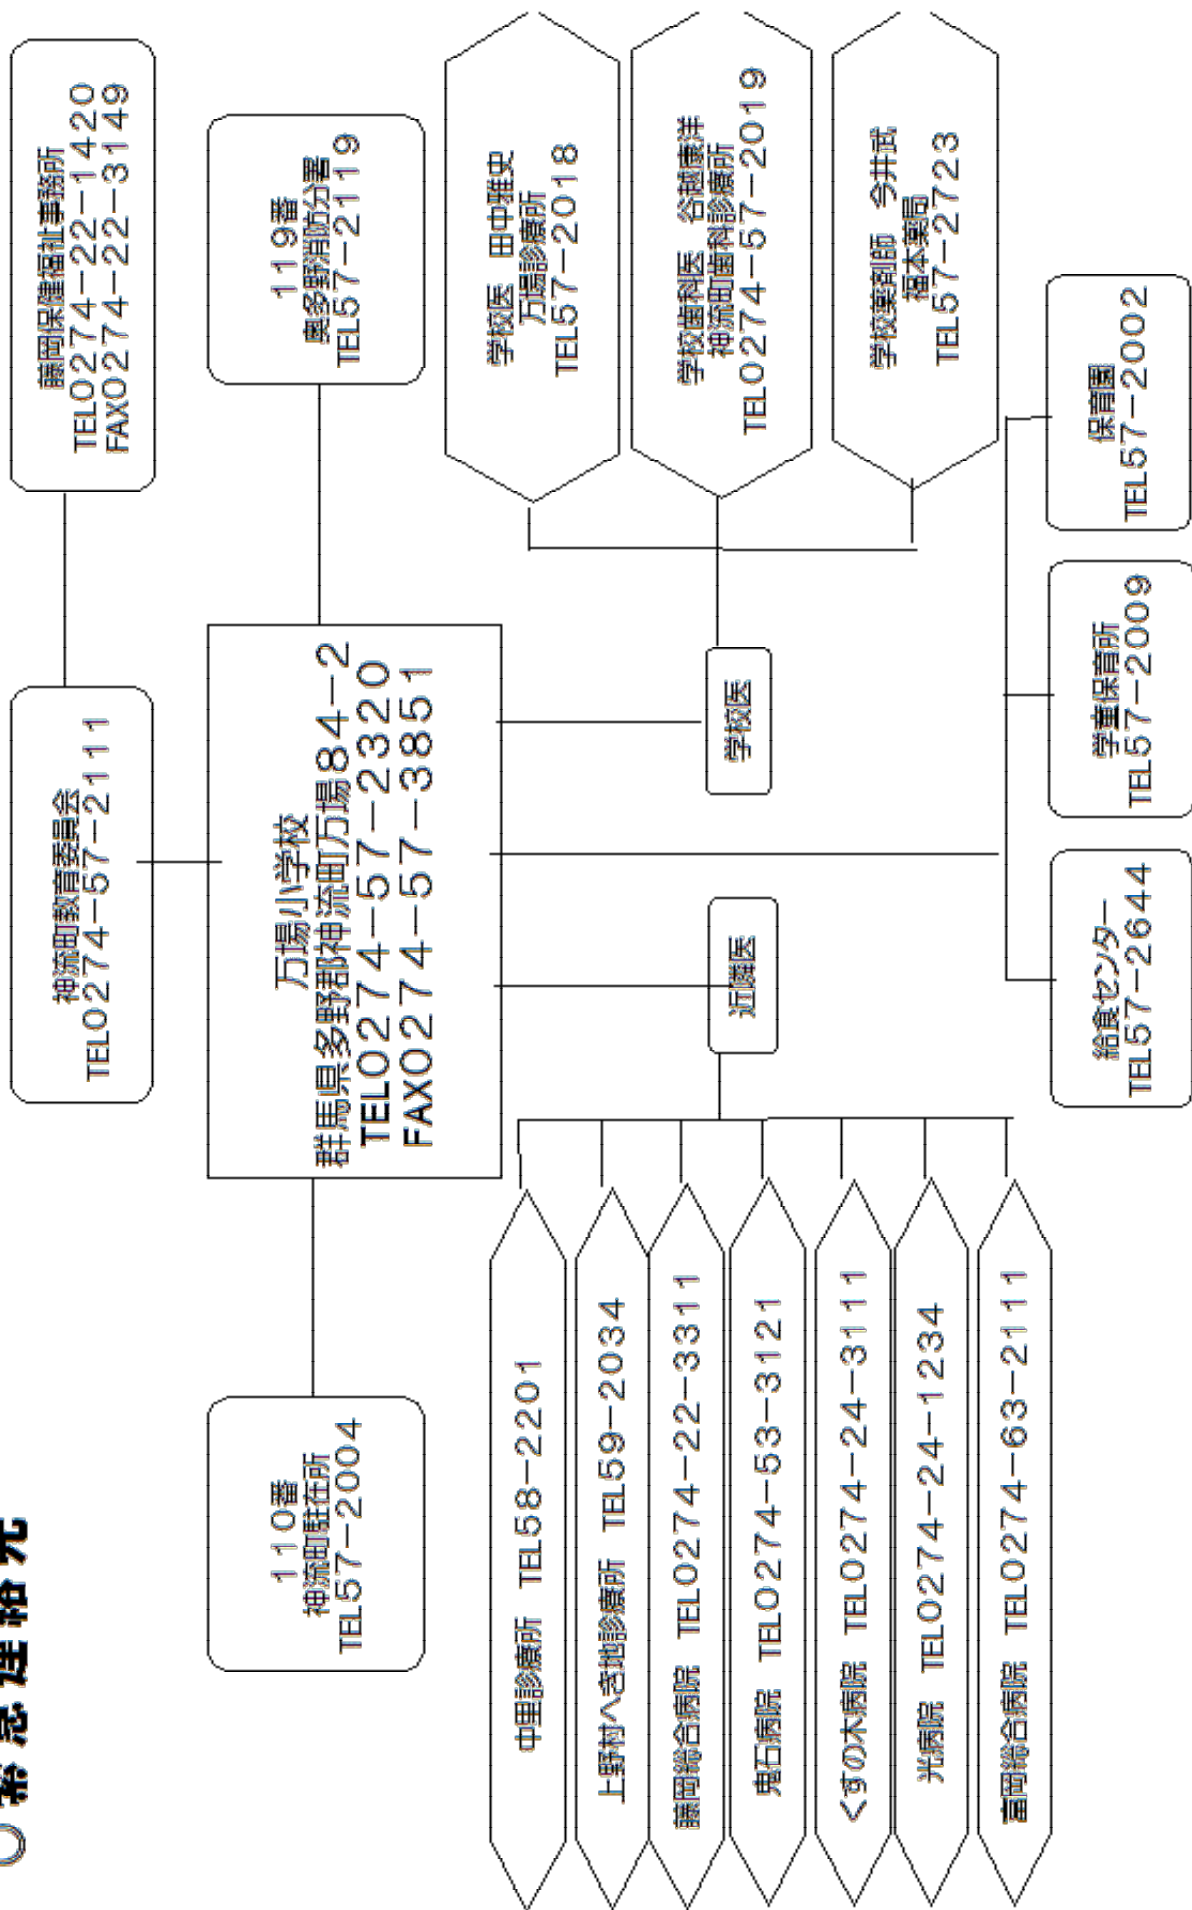 ○緊急連絡先
神流町教育委員会
TEL0274-57-2111
藤岡保健福祉事務所
TEL0274-22-1420
FAX0274-22-3149
110番
神流町駐在所
TEL57-2004
万場小学校
群馬県多野郡神流町万場84-2
TEL0274-57-2320
FAX0274-57-3851
119番
奥多野消防分署
TEL57-2119
近隣医
学校医
中里診療所 TEL58-2201
上野村へき地診療所 TEL59-2034
藤岡総合病院 TEL0274-22-3311
鬼石病院 TEL0274-53-3121
くすの木病院 TEL0274-24-3111
光病院 TEL0274-24-1234
富岡総合病院 TEL0274-63-2111
学校医 田中雅史
万場診療所
TEL57-2018
学校歯科医 谷越康洋
神流町歯科診療所
TEL0274-57-2019
学校薬剤師 今井武
福本薬局
TEL57-2723
給食センター
TEL57-2644
学童保育所
TEL57-2009
保育園
TEL57-2002